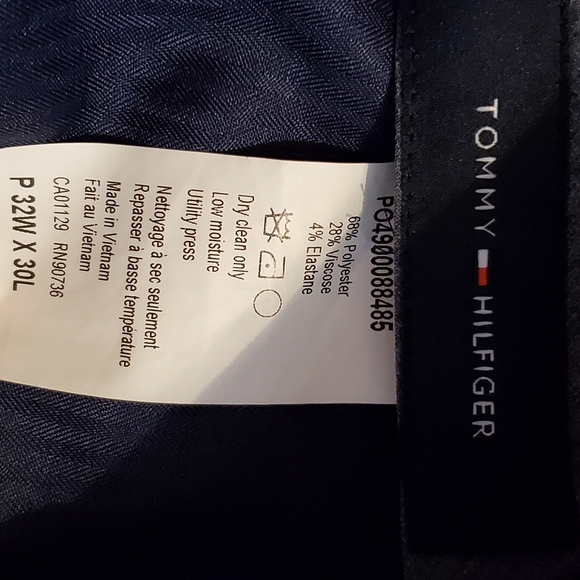 TOMMY HILFIGER
PO4900088485
68% Polyester
28% Viscose
4% Elastane
Dry clean only
Low moisture
Utility press
Nettoyage à sec seulement
Repasser à basse température
Made in Vietnam
Fait au Vietnam
CA01129 RN90736
P 32W X 30L